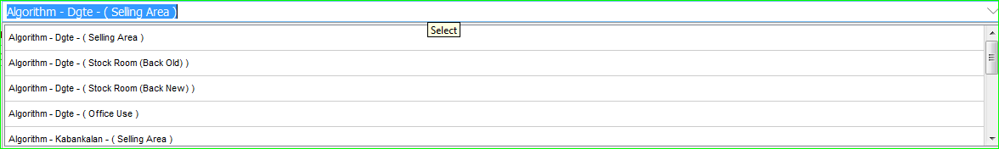 Algorithm - Dgte - ( Selling Area )
Select
Algorithm - Dgte - ( Selling Area )
Algorithm - Dgte - ( Stock Room (Back Old) )
Algorithm - Dgte - ( Stock Room (Back New) )
Algorithm - Dgte - ( Office Use )
Algorithm - Kabankalan - ( Selling Area )